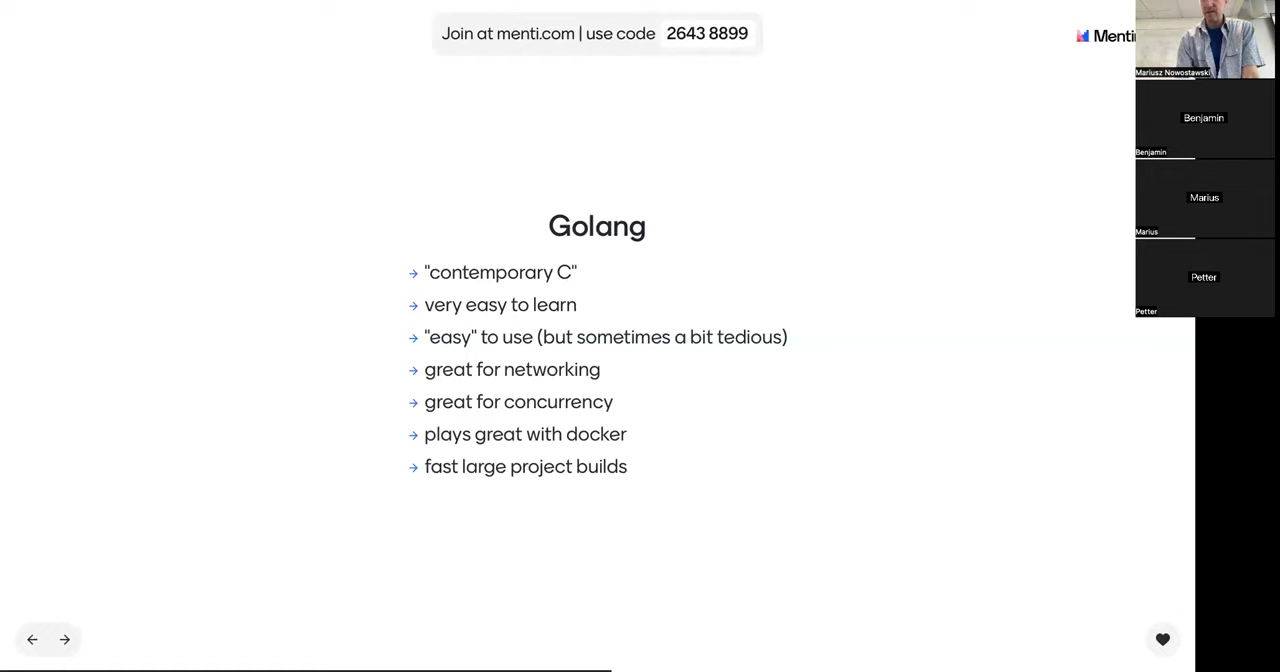 Join at menti.com | use code 2643 8899
Menti
Mariusz Nowostawski
Golang
→ "contemporary C"
→ very easy to learn
→ "easy" to use (but sometimes a bit tedious)
→ great for networking
→ great for concurrency
→ plays great with docker
→ fast large project builds
Benjamin
Benjamin
Marius
Marius
Petter
Petter